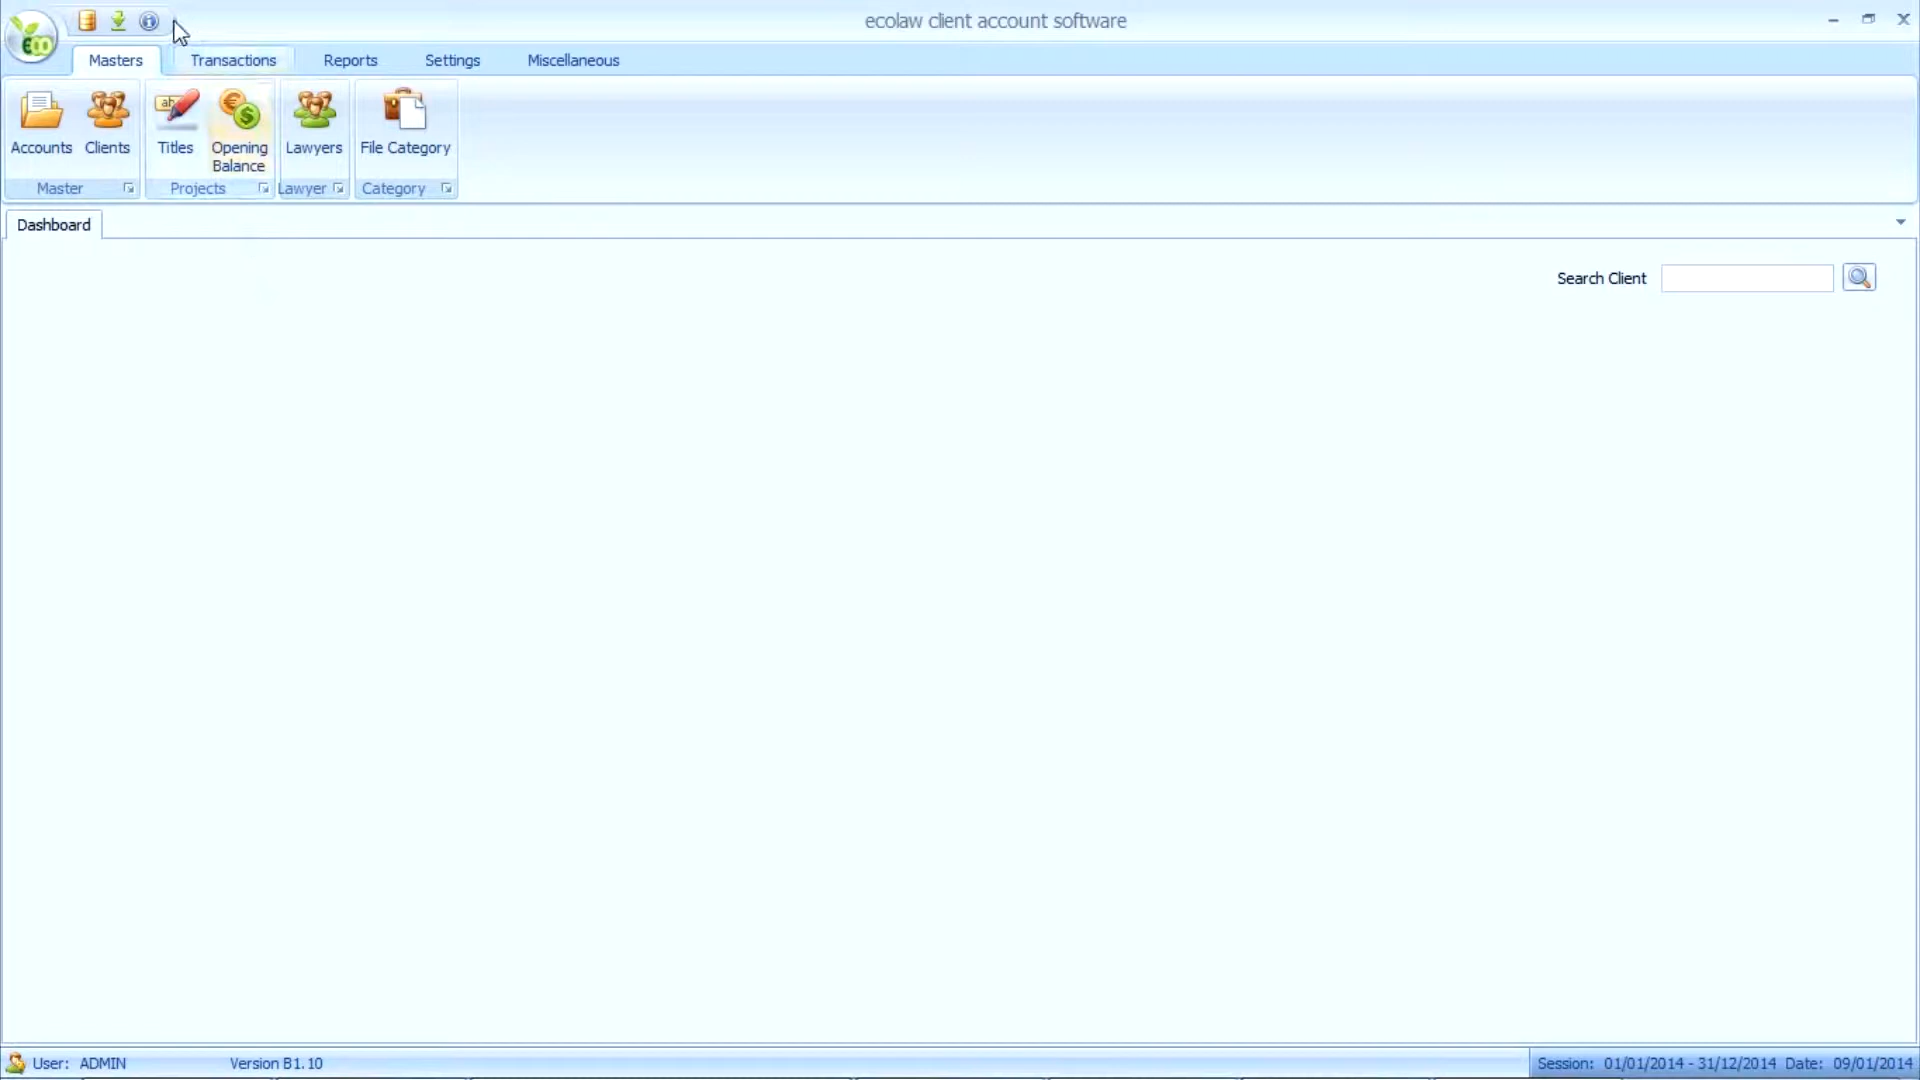 ecolaw client account software
Masters Transactions Reports Settings Miscellaneous
Accounts Clients Titles Opening Balance Lawyers File Category
Master Projects Lawyer Category
Dashboard
Search Client
User: ADMIN Version B1.10 Session: 01/01/2014 - 31/12/2014 Date: 09/01/2014